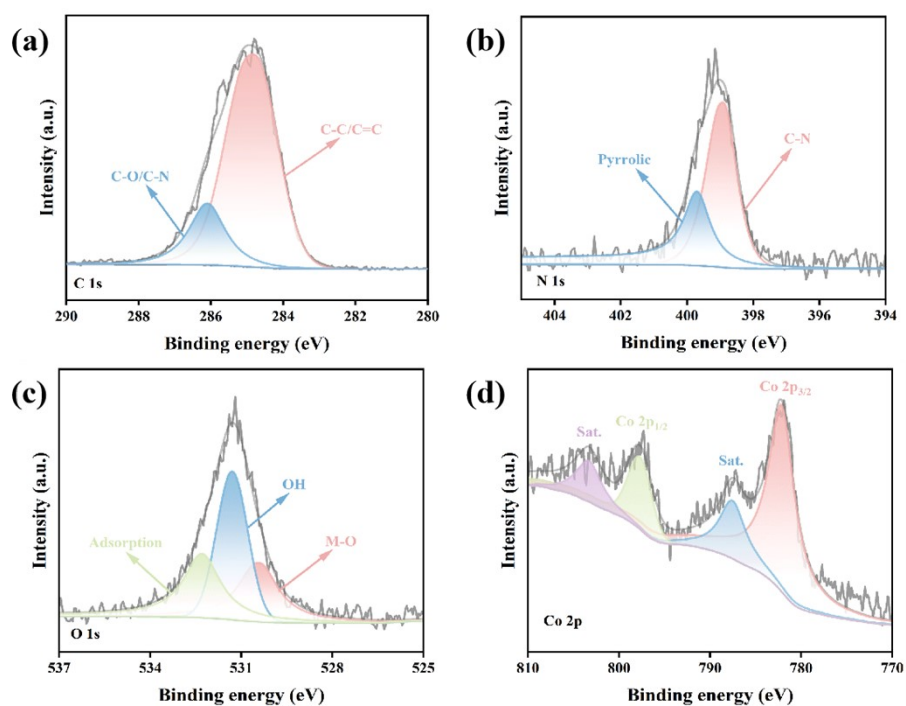 (a)
Intensity (a.u.)
C-C/C=C
C-O/C-N
C 1s
290 288 286 284 282 280
Binding energy (eV)
(b)
Intensity (a.u.)
Pyrrolic
C-N
N 1s
404 402 400 398 396 394
Binding energy (eV)
(c)
Intensity (a.u.)
OH
Adsorption
M-O
O 1s
537 534 531 528 525
Binding energy (eV)
(d)
Intensity (a.u.)
Co 2p3/2
Co 2p1/2
Sat.
Sat.
Co 2p
810 800 790 780 770
Binding energy (eV)